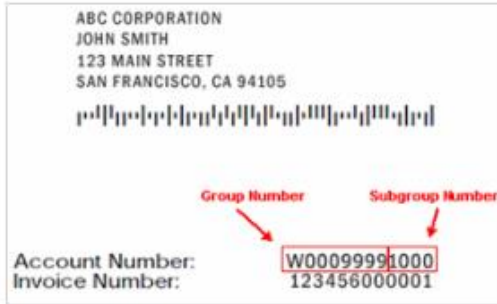 ABC CORPORATION
JOHN SMITH
123 MAIN STREET
SAN FRANCISCO, CA 94105
Group Number Subgroup Number
Account Number: W00099991000
Invoice Number: 123456000001